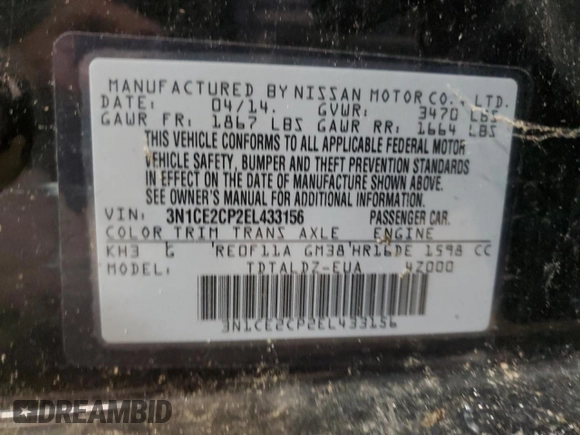 MANUFACTURED BY NISSAN MOTOR CO., LTD.
DATE: 04/14. GVWR: 3470 LBS
GAWR FR: 1867 LBS GAWR RR: 1664 LBS
THIS VEHICLE CONFORMS TO ALL APPLICABLE FEDERAL MOTOR
VEHICLE SAFETY, BUMPER AND THEFT PREVENTION STANDARDS
IN EFFECT ON THE DATE OF MANUFACTURE SHOWN ABOVE.
SEE OWNER'S MANUAL FOR ADDITIONAL INFORMATION
VIN: 3N1CE2CP2EL433156 PASSENGER CAR.
COLOR TRIM TRANS AXLE ENGINE
KH3 G RE0F11A GM38 HR16DE 1598 CC
MODEL: TDTALDZ-EUA 4Z000
3N1CE2CP2EL433156
DREAMBID